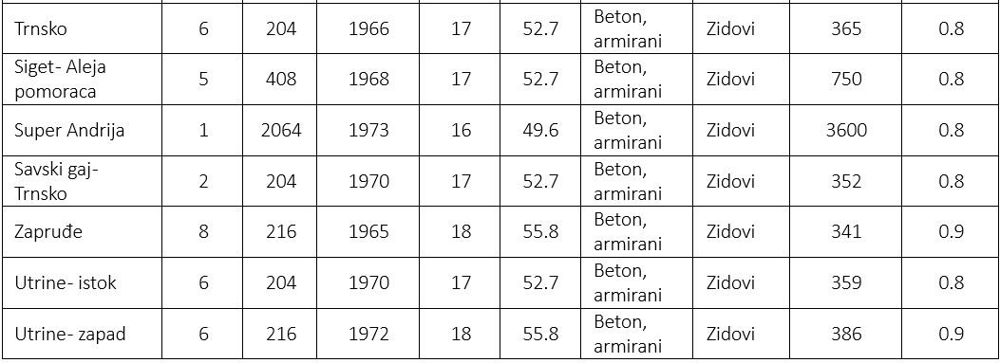 Trnsko 6 204 1966 17 52.7 Beton, armirani Zidovi 365 0.8
Siget- Aleja pomoraca 5 408 1968 17 52.7 Beton, armirani Zidovi 750 0.8
Super Andrija 1 2064 1973 16 49.6 Beton, armirani Zidovi 3600 0.8
Savski gaj- Trnsko 2 204 1970 17 52.7 Beton, armirani Zidovi 352 0.8
Zapruđe 8 216 1965 18 55.8 Beton, armirani Zidovi 341 0.9
Utrine- istok 6 204 1970 17 52.7 Beton, armirani Zidovi 359 0.8
Utrine- zapad 6 216 1972 18 55.8 Beton, armirani Zidovi 386 0.9